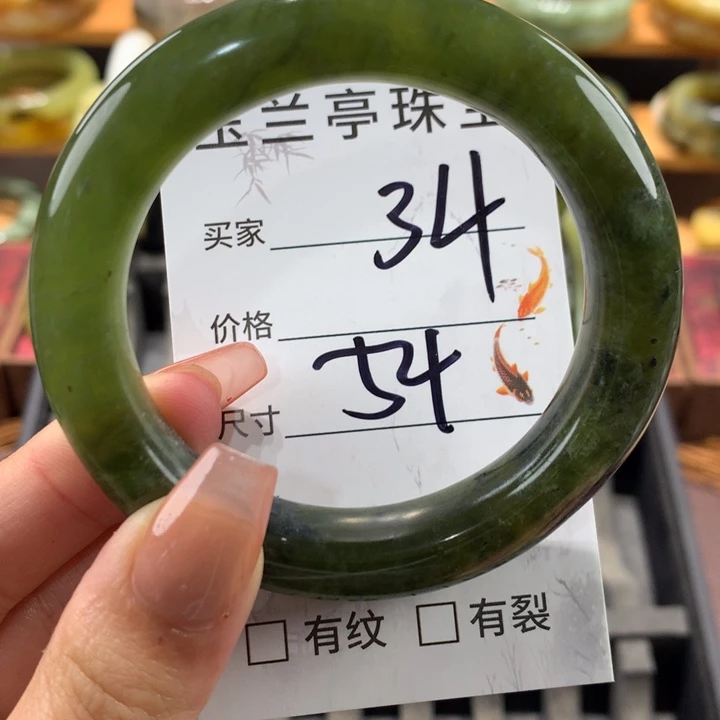 玉兰亭珠宝
买家 34
价格
尺寸 54
有纹 有裂